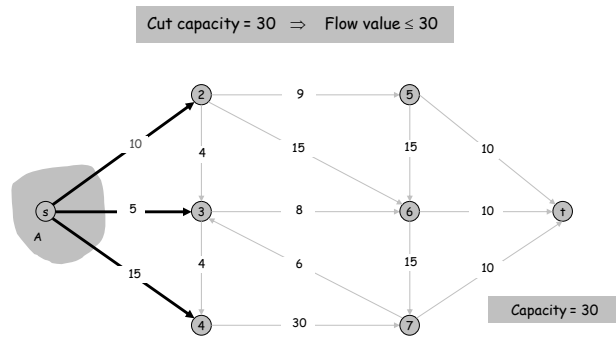 Cut capacity = 30 ⇒ Flow value ≤ 30
2 9 5
10 4 15 15 10
s 5 3 8 6 10 t
A
15 4 6 15 10
4 30 7
Capacity = 30